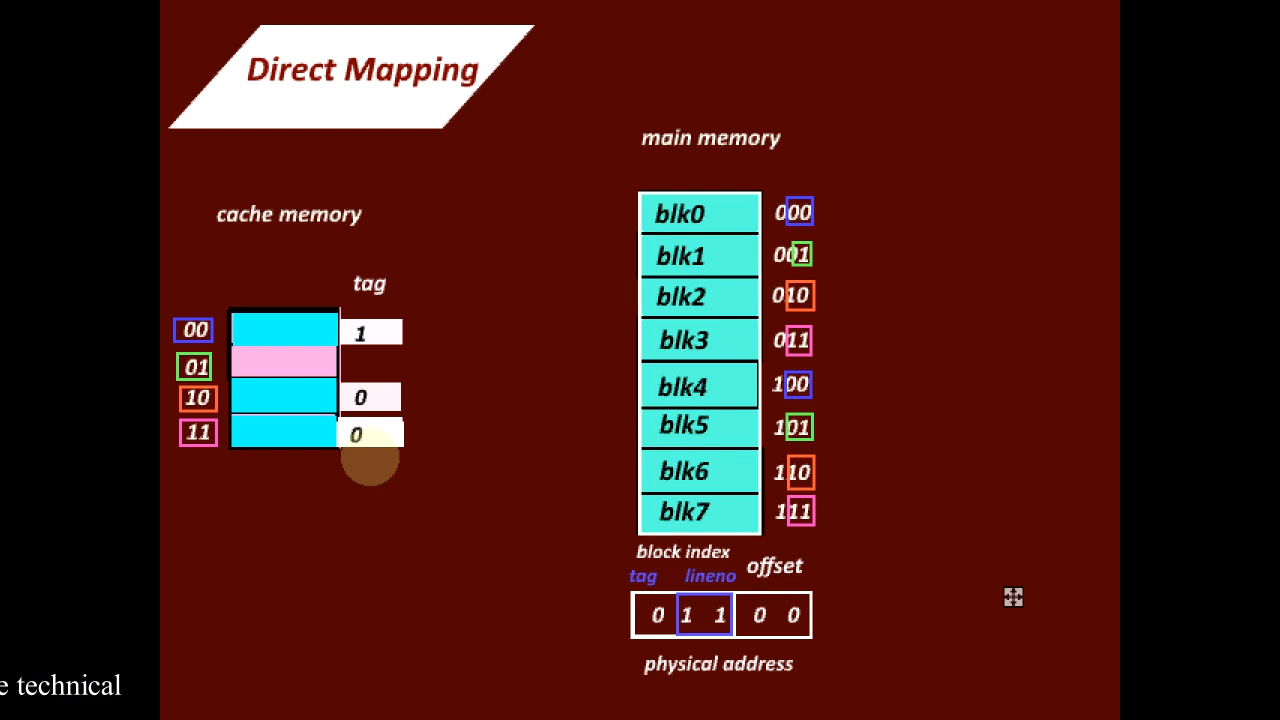 Direct Mapping
main memory
cache memory
tag
00 1
01
10 0
11 0
blk0 000
blk1 001
blk2 010
blk3 011
blk4 100
blk5 101
blk6 110
blk7 111
block index
tag lineno offset
0 1 1 0 0
physical address
e technical